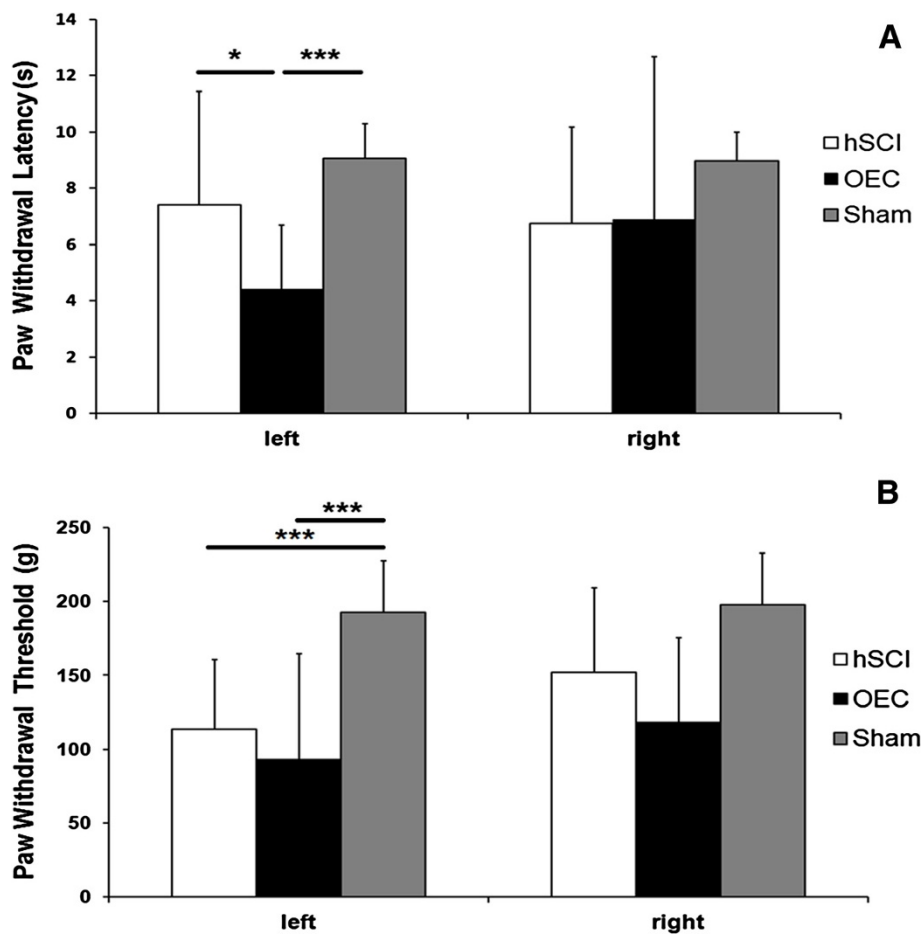 A
Paw Withdrawal Latency (s)
14
12
10
8
6
4
2
0
* ***
hSCI
OEC
Sham
left right
B
Paw Withdrawal Threshold (g)
250
200
150
100
50
0
***
***
hSCI
OEC
Sham
left right